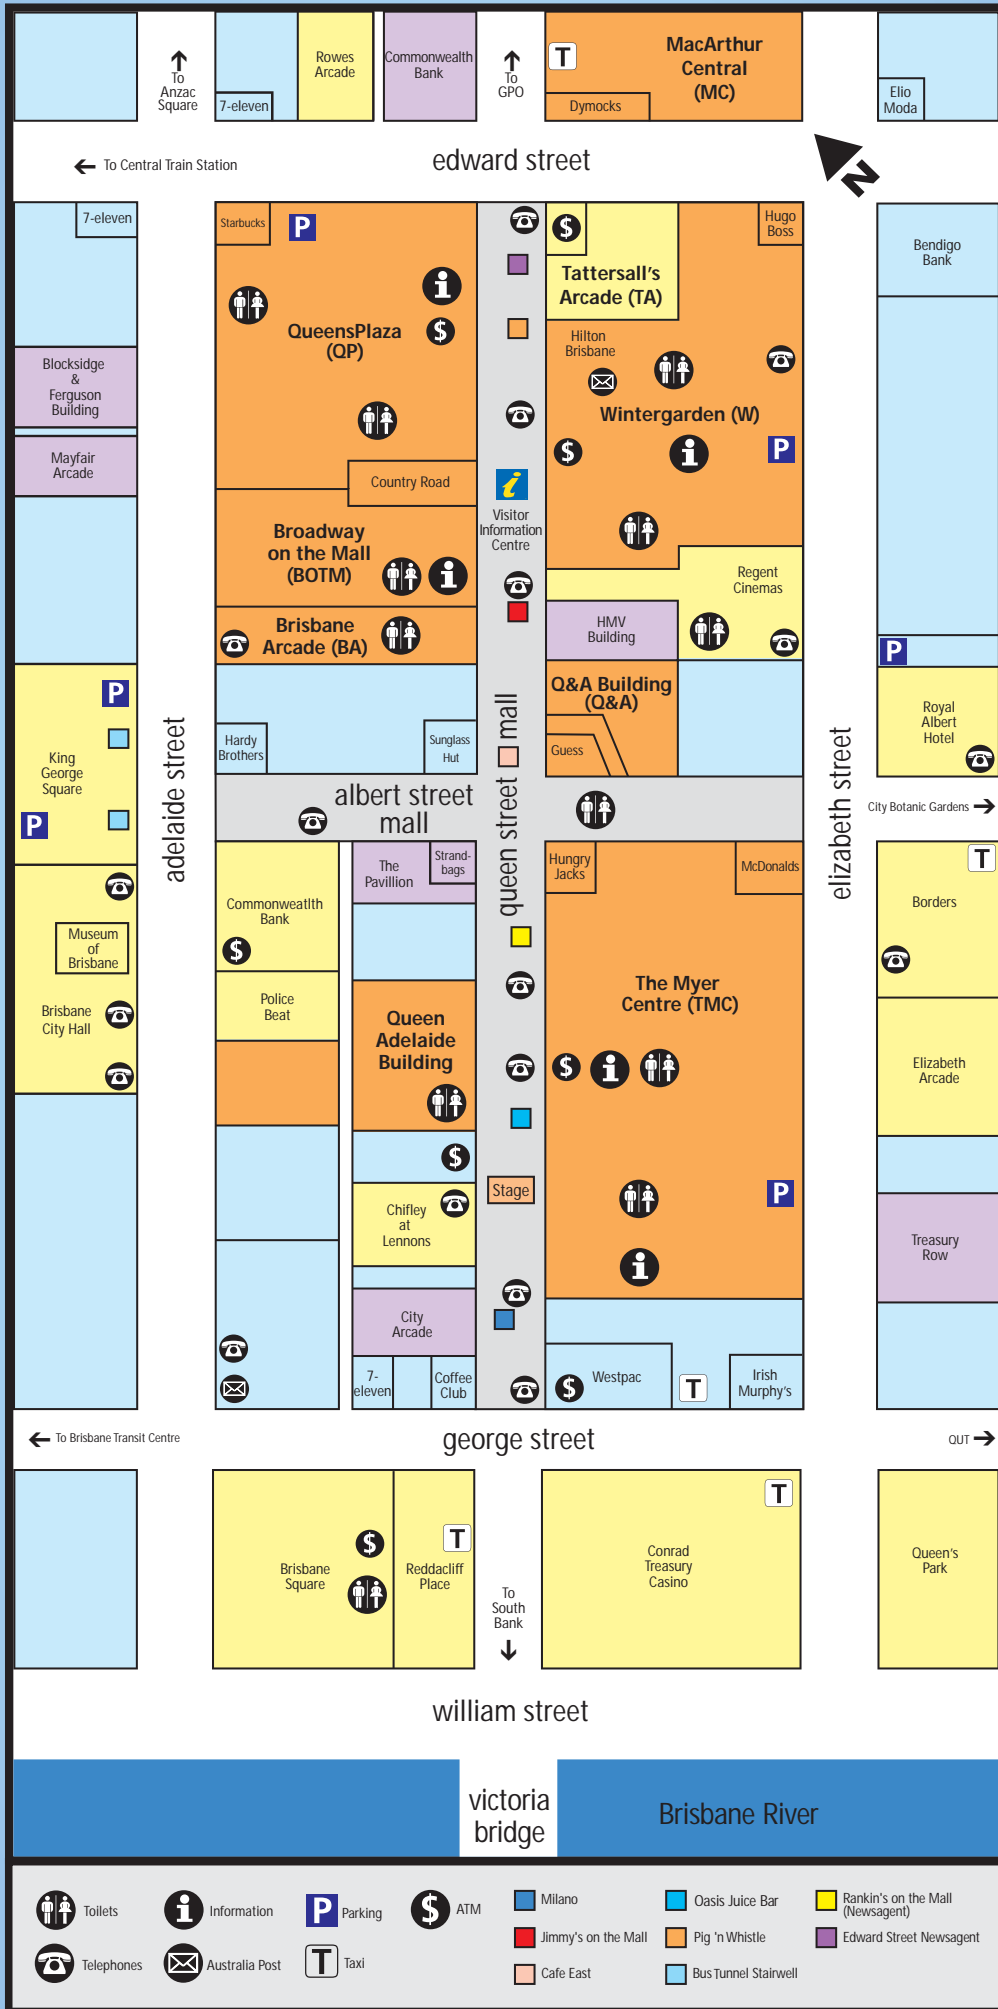 Rowes
Arcade
Commonwealth
Bank
T
MacArthur
Central
(MC)
To
Anzac
Square
To
GPO
7-eleven
Dymocks
Elio
Moda
To Central Train Station
edward street
N
7-eleven
Starbucks
P
$
Hugo
Boss
Bendigo
Bank
Tattersall's
Arcade (TA)
i
QueensPlaza
(QP)
$
Hilton
Brisbane
Blocksidge
&
Ferguson
Building
Wintergarden (W)
Mayfair
Arcade
$
i
P
Country Road
i
Visitor
Information
Centre
Broadway
on the Mall
(BOTM)
i
Regent
Cinemas
Brisbane
Arcade (BA)
HMV
Building
P
P
Q&A Building
(Q&A)
Royal
Albert
Hotel
Hardy
Brothers
Sunglass
Hut
Guess
King
George
Square
P
adelaide street
queen street mall
elizabeth street
albert street
mall
City Botanic Gardens
The
Pavillion
Strand-
bags
Hungry
Jacks
McDonalds
T
Commonweatlth
Bank
$
Borders
Museum
of
Brisbane
Brisbane
City Hall
Police
Beat
Queen
Adelaide
Building
The Myer
Centre (TMC)
$
i
Elizabeth
Arcade
$
Stage
P
Chifley
at
Lennons
Treasury
Row
i
City
Arcade
7-
eleven
Coffee
Club
$
Westpac
T
Irish
Murphy's
To Brisbane Transit Centre
george street
QUT
T
$
T
Brisbane
Square
Reddacliff
Place
Conrad
Treasury
Casino
Queen's
Park
To
South
Bank
william street
victoria
bridge
Brisbane River
Toilets
i
Information
P
Parking
$
ATM
Telephones
Australia Post
T
Taxi
Milano
Oasis Juice Bar
Rankin's on the Mall
(Newsagent)
Jimmy's on the Mall
Pig 'n Whistle
Edward Street Newsagent
Cafe East
Bus Tunnel Stairwell